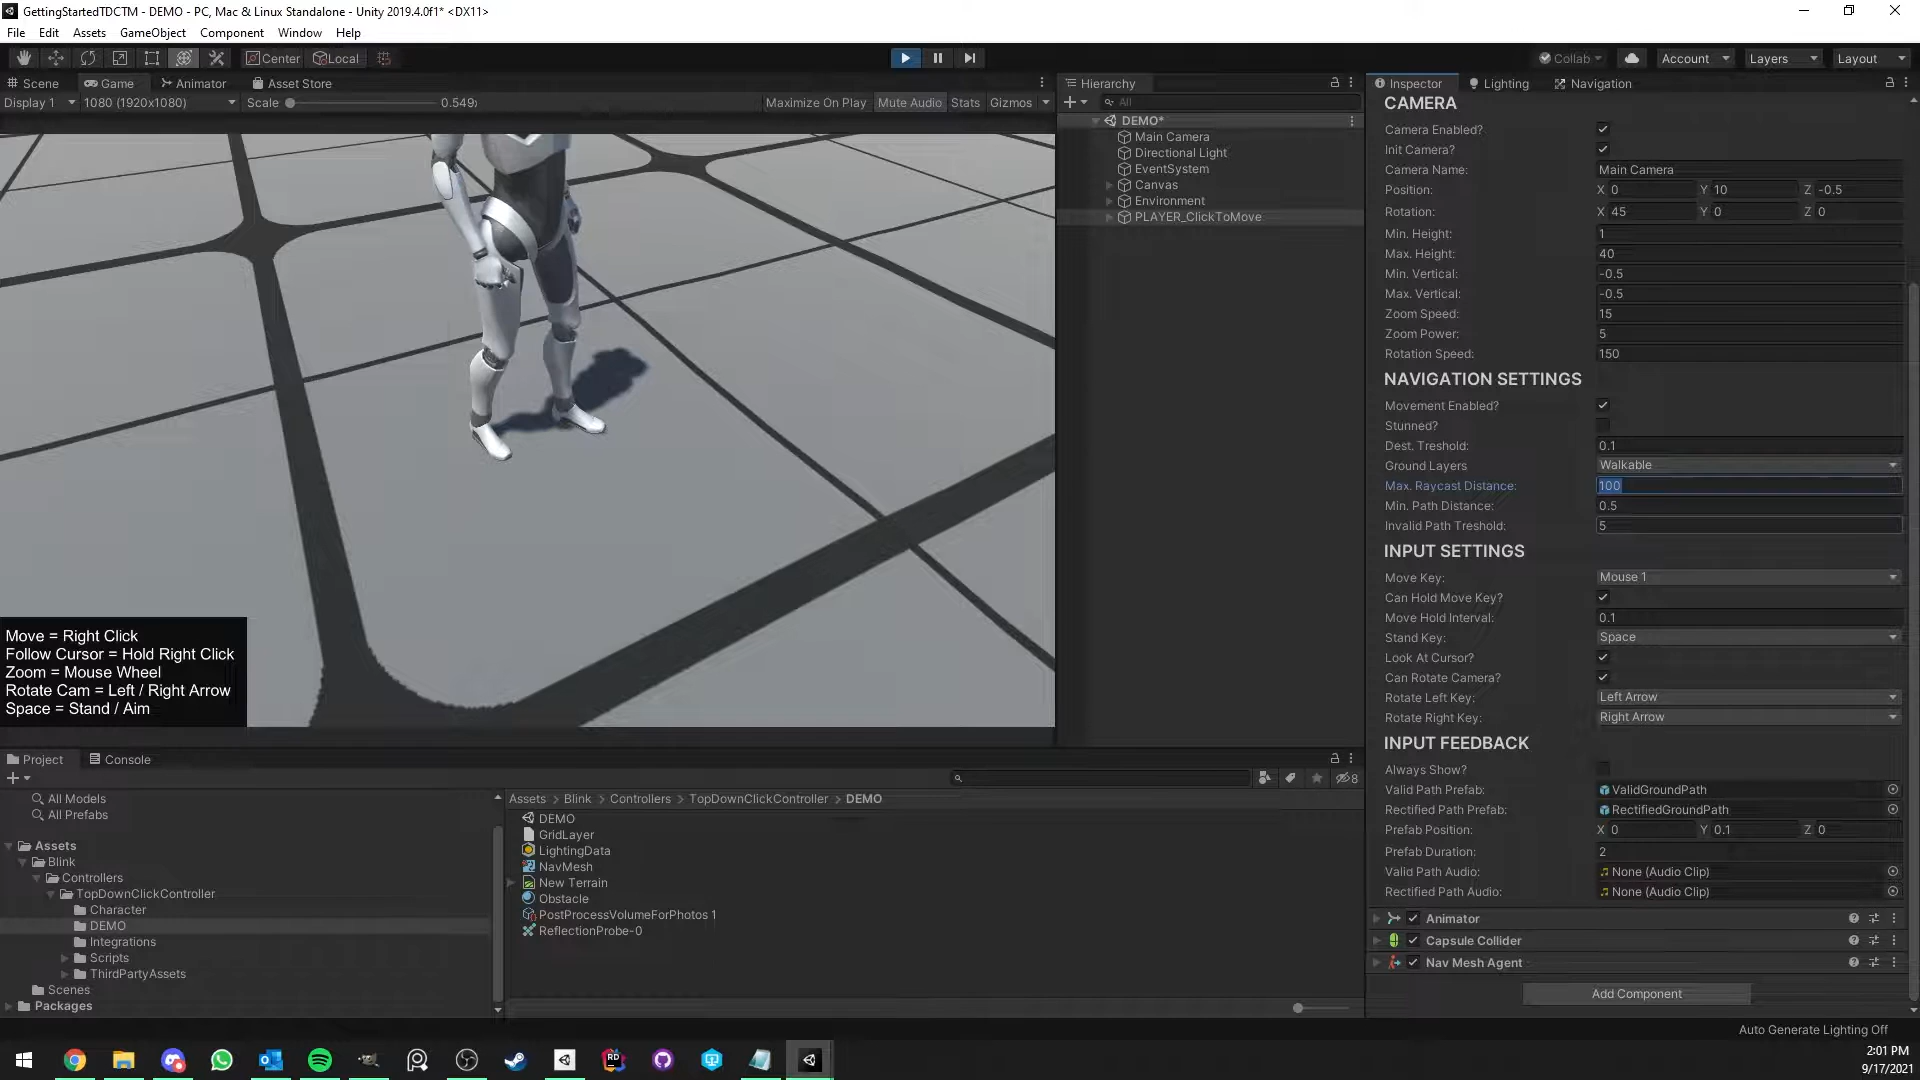 GettingStartedTDCTM - DEMO - PC, Mac & Linux Standalone - Unity 2019.4.0f1* <DX11>
File Edit Assets GameObject Component Window Help
Center Local Collab Account Layers Layout
Scene Game Animator Asset Store
Display 1 1080 (1920x1080) Scale 0.549 Maximize On Play Mute Audio Stats Gizmos
Move = Right Click
Follow Cursor = Hold Right Click
Zoom = Mouse Wheel
Rotate Cam = Left / Right Arrow
Space = Stand / Aim
Hierarchy
All
DEMO*
Main Camera
Directional Light
EventSystem
Canvas
Environment
PLAYER_ClickToMove
Inspector Lighting Navigation
CAMERA
Camera Enabled?
Init Camera?
Camera Name: Main Camera
Position: X 0 Y 10 Z -0.5
Rotation: X 45 Y 0 Z 0
Min. Height: 1
Max. Height: 40
Min. Vertical: -0.5
Max. Vertical: -0.5
Zoom Speed: 15
Zoom Power: 5
Rotation Speed: 150
NAVIGATION SETTINGS
Movement Enabled?
Stunned?
Dest. Treshold: 0.1
Ground Layers Walkable
Max. Raycast Distance: 100
Min. Path Distance: 0.5
Invalid Path Treshold: 5
INPUT SETTINGS
Move Key: Mouse 1
Can Hold Move Key?
Move Hold Interval: 0.1
Stand Key: Space
Look At Cursor?
Can Rotate Camera?
Rotate Left Key: Left Arrow
Rotate Right Key: Right Arrow
INPUT FEEDBACK
Always Show?
Valid Path Prefab: ValidGroundPath
Rectified Path Prefab: RectifiedGroundPath
Prefab Position: X 0 Y 0.1 Z 0
Prefab Duration: 2
Valid Path Audio: None (Audio Clip)
Rectified Path Audio: None (Audio Clip)
Animator
Capsule Collider
Nav Mesh Agent
Add Component
Project Console
8
All Models
All Prefabs
Assets
Blink
Controllers
TopDownClickController
Character
DEMO
Integrations
Scripts
ThirdPartyAssets
Scenes
Packages
Assets > Blink > Controllers > TopDownClickController > DEMO
DEMO
GridLayer
LightingData
NavMesh
New Terrain
Obstacle
PostProcessVolumeForPhotos 1
ReflectionProbe-0
Auto Generate Lighting Off
RD
2:01 PM
9/17/2021